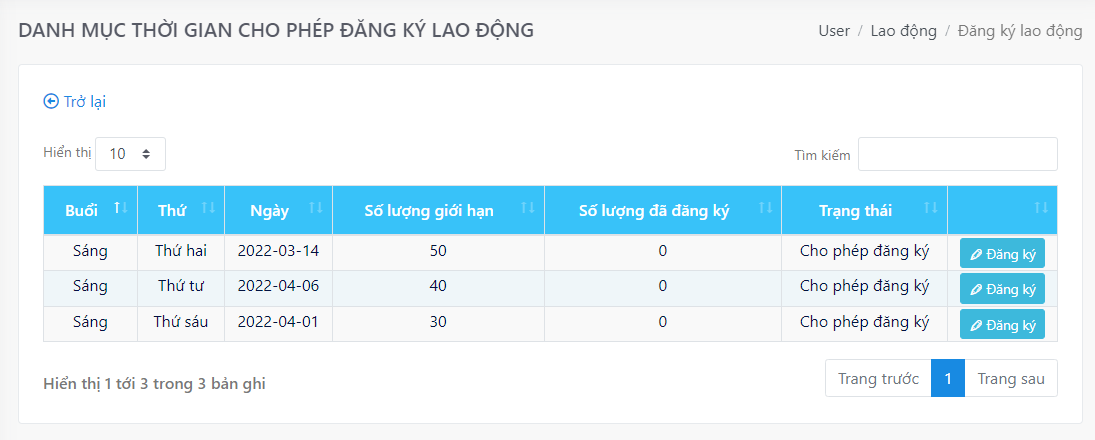 DANH MỤC THỜI GIAN CHO PHÉP ĐĂNG KÝ LAO ĐỘNG
User / Lao động / Đăng ký lao động
Trở lại
Hiển thị 10
Tìm kiếm
Buổi Thứ Ngày Số lượng giới hạn Số lượng đã đăng ký Trạng thái
Sáng Thứ hai 2022-03-14 50 0 Cho phép đăng ký Đăng ký
Sáng Thứ tư 2022-04-06 40 0 Cho phép đăng ký Đăng ký
Sáng Thứ sáu 2022-04-01 30 0 Cho phép đăng ký Đăng ký
Hiển thị 1 tới 3 trong 3 bản ghi
Trang trước 1 Trang sau